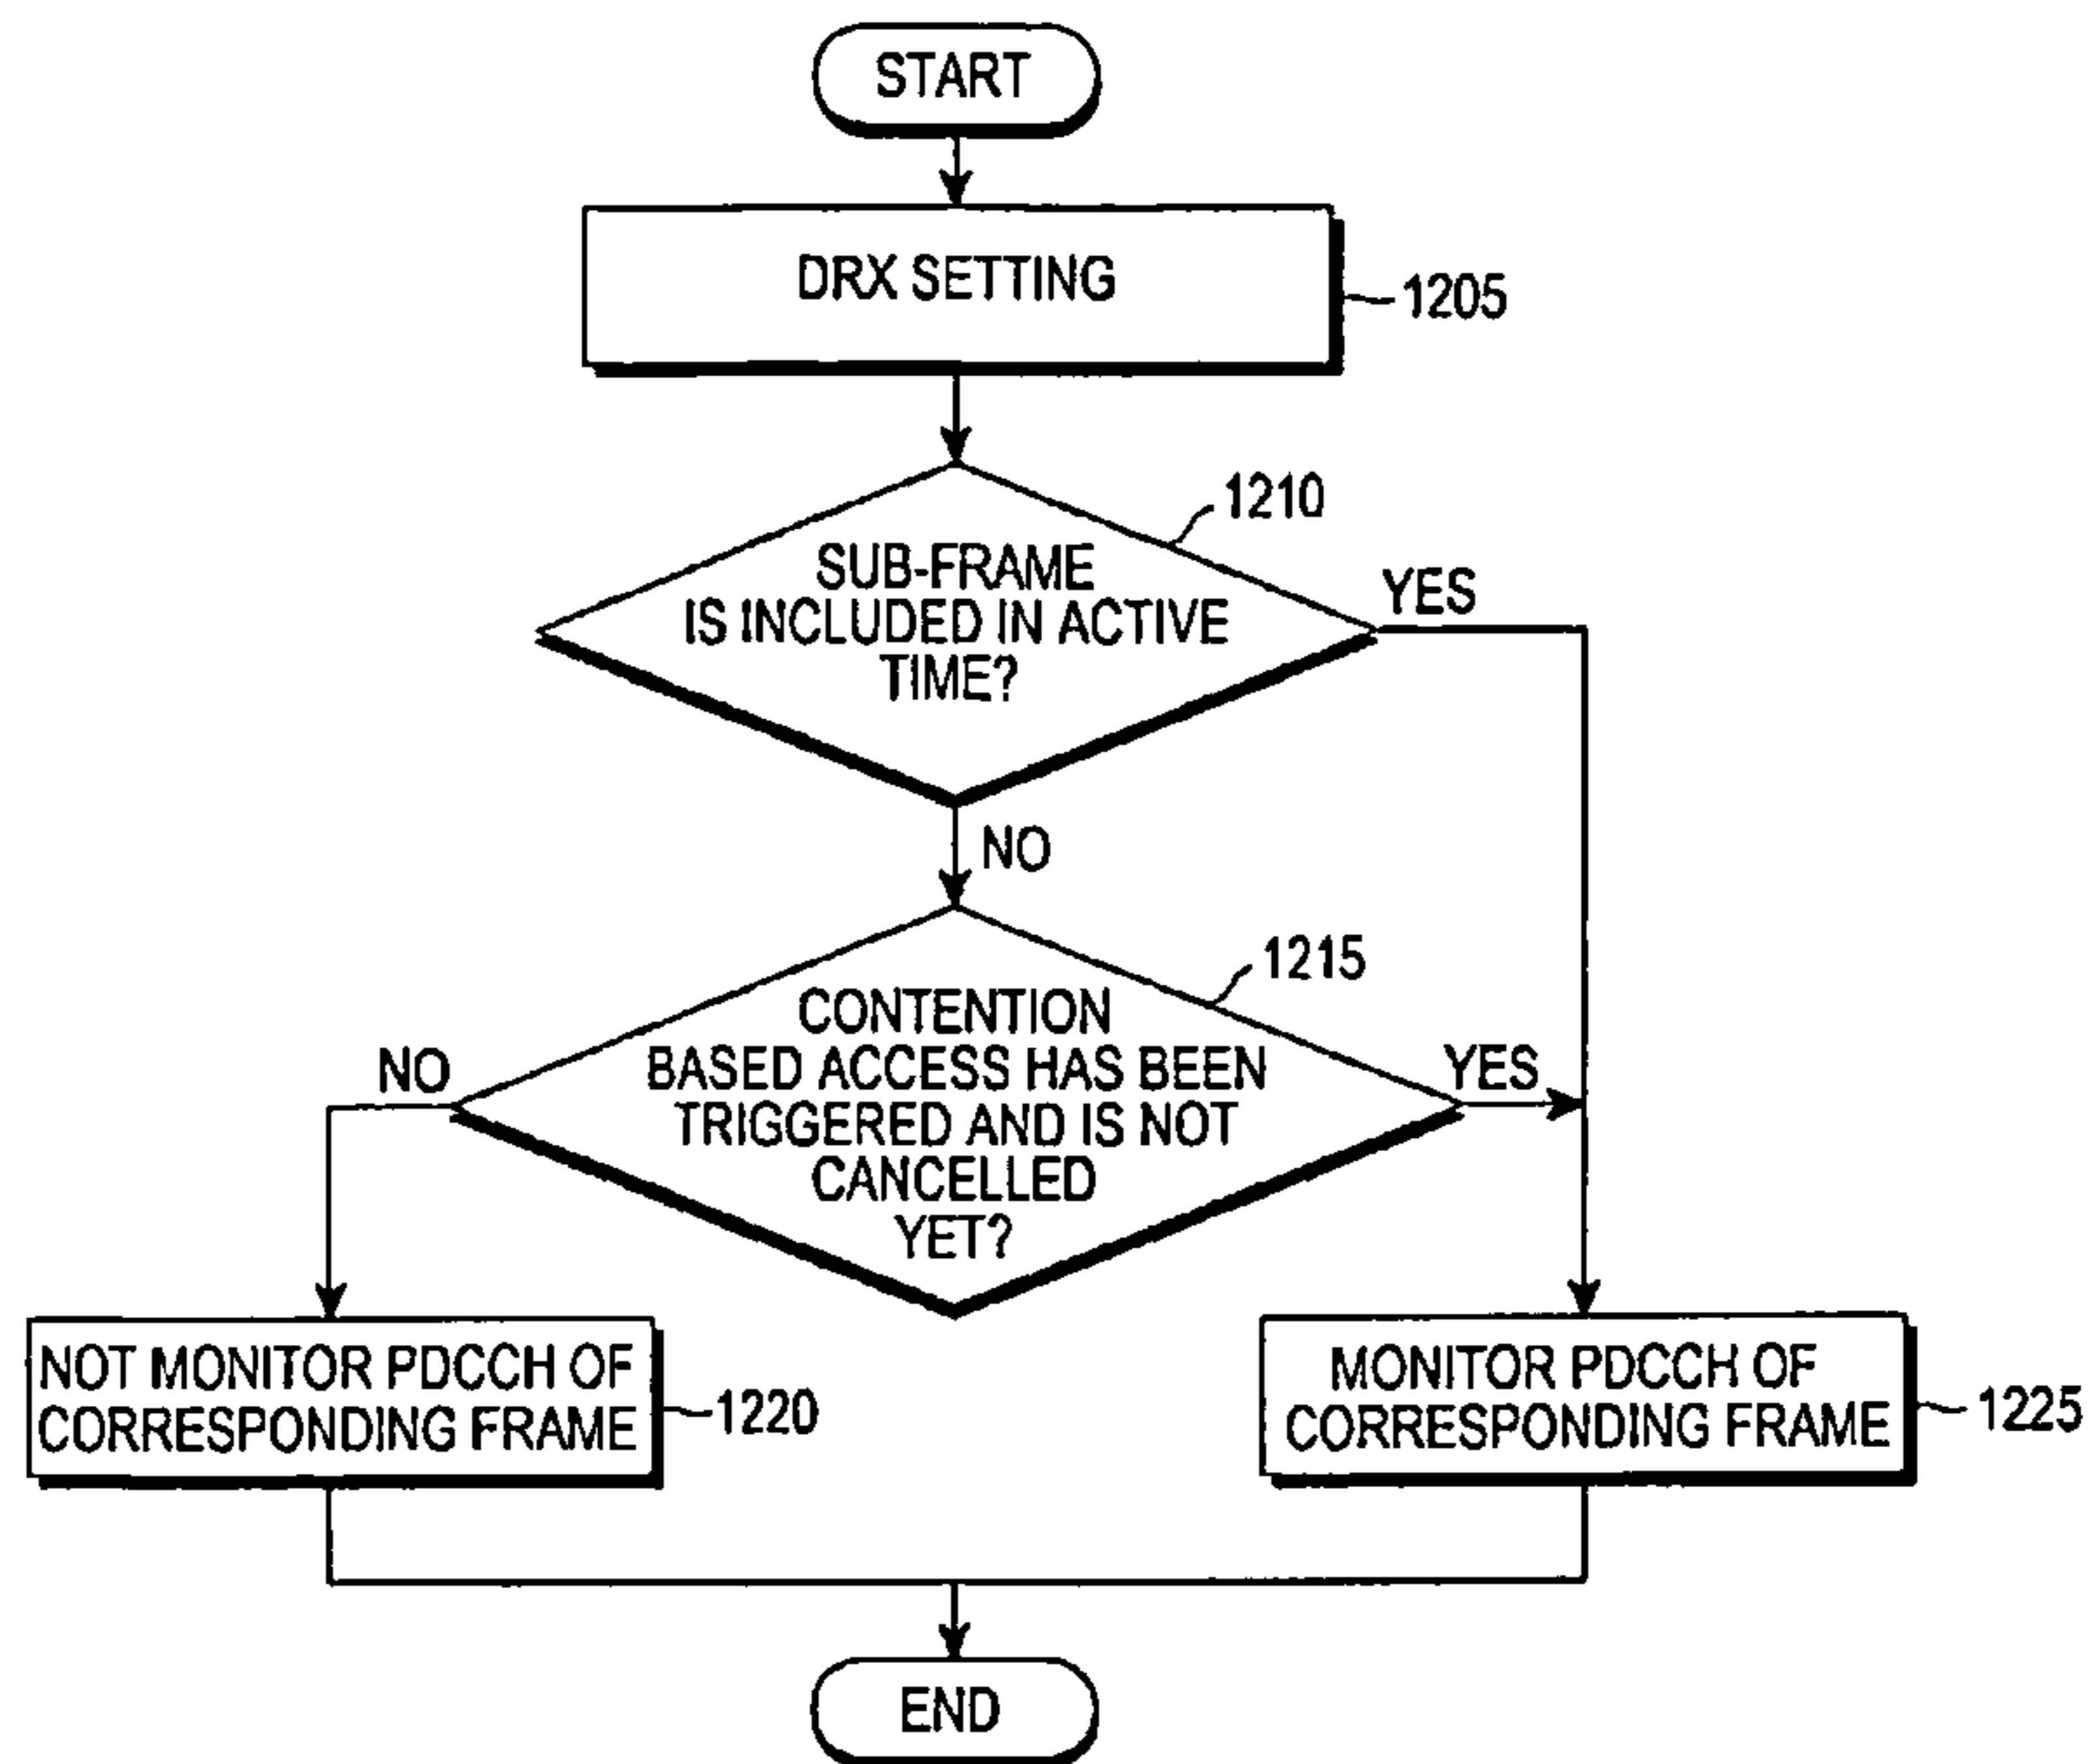 START
DRX SETTING
1205
1210
SUB-FRAME
IS INCLUDED IN ACTIVE
TIME?
YES
NO
1215
CONTENTION
BASED ACCESS HAS BEEN
TRIGGERED AND IS NOT
CANCELLED
YET?
NO
YES
NOT MONITOR PDCCH OF
CORRESPONDING FRAME
1220
MONITOR PDCCH OF
CORRESPONDING FRAME
1225
END